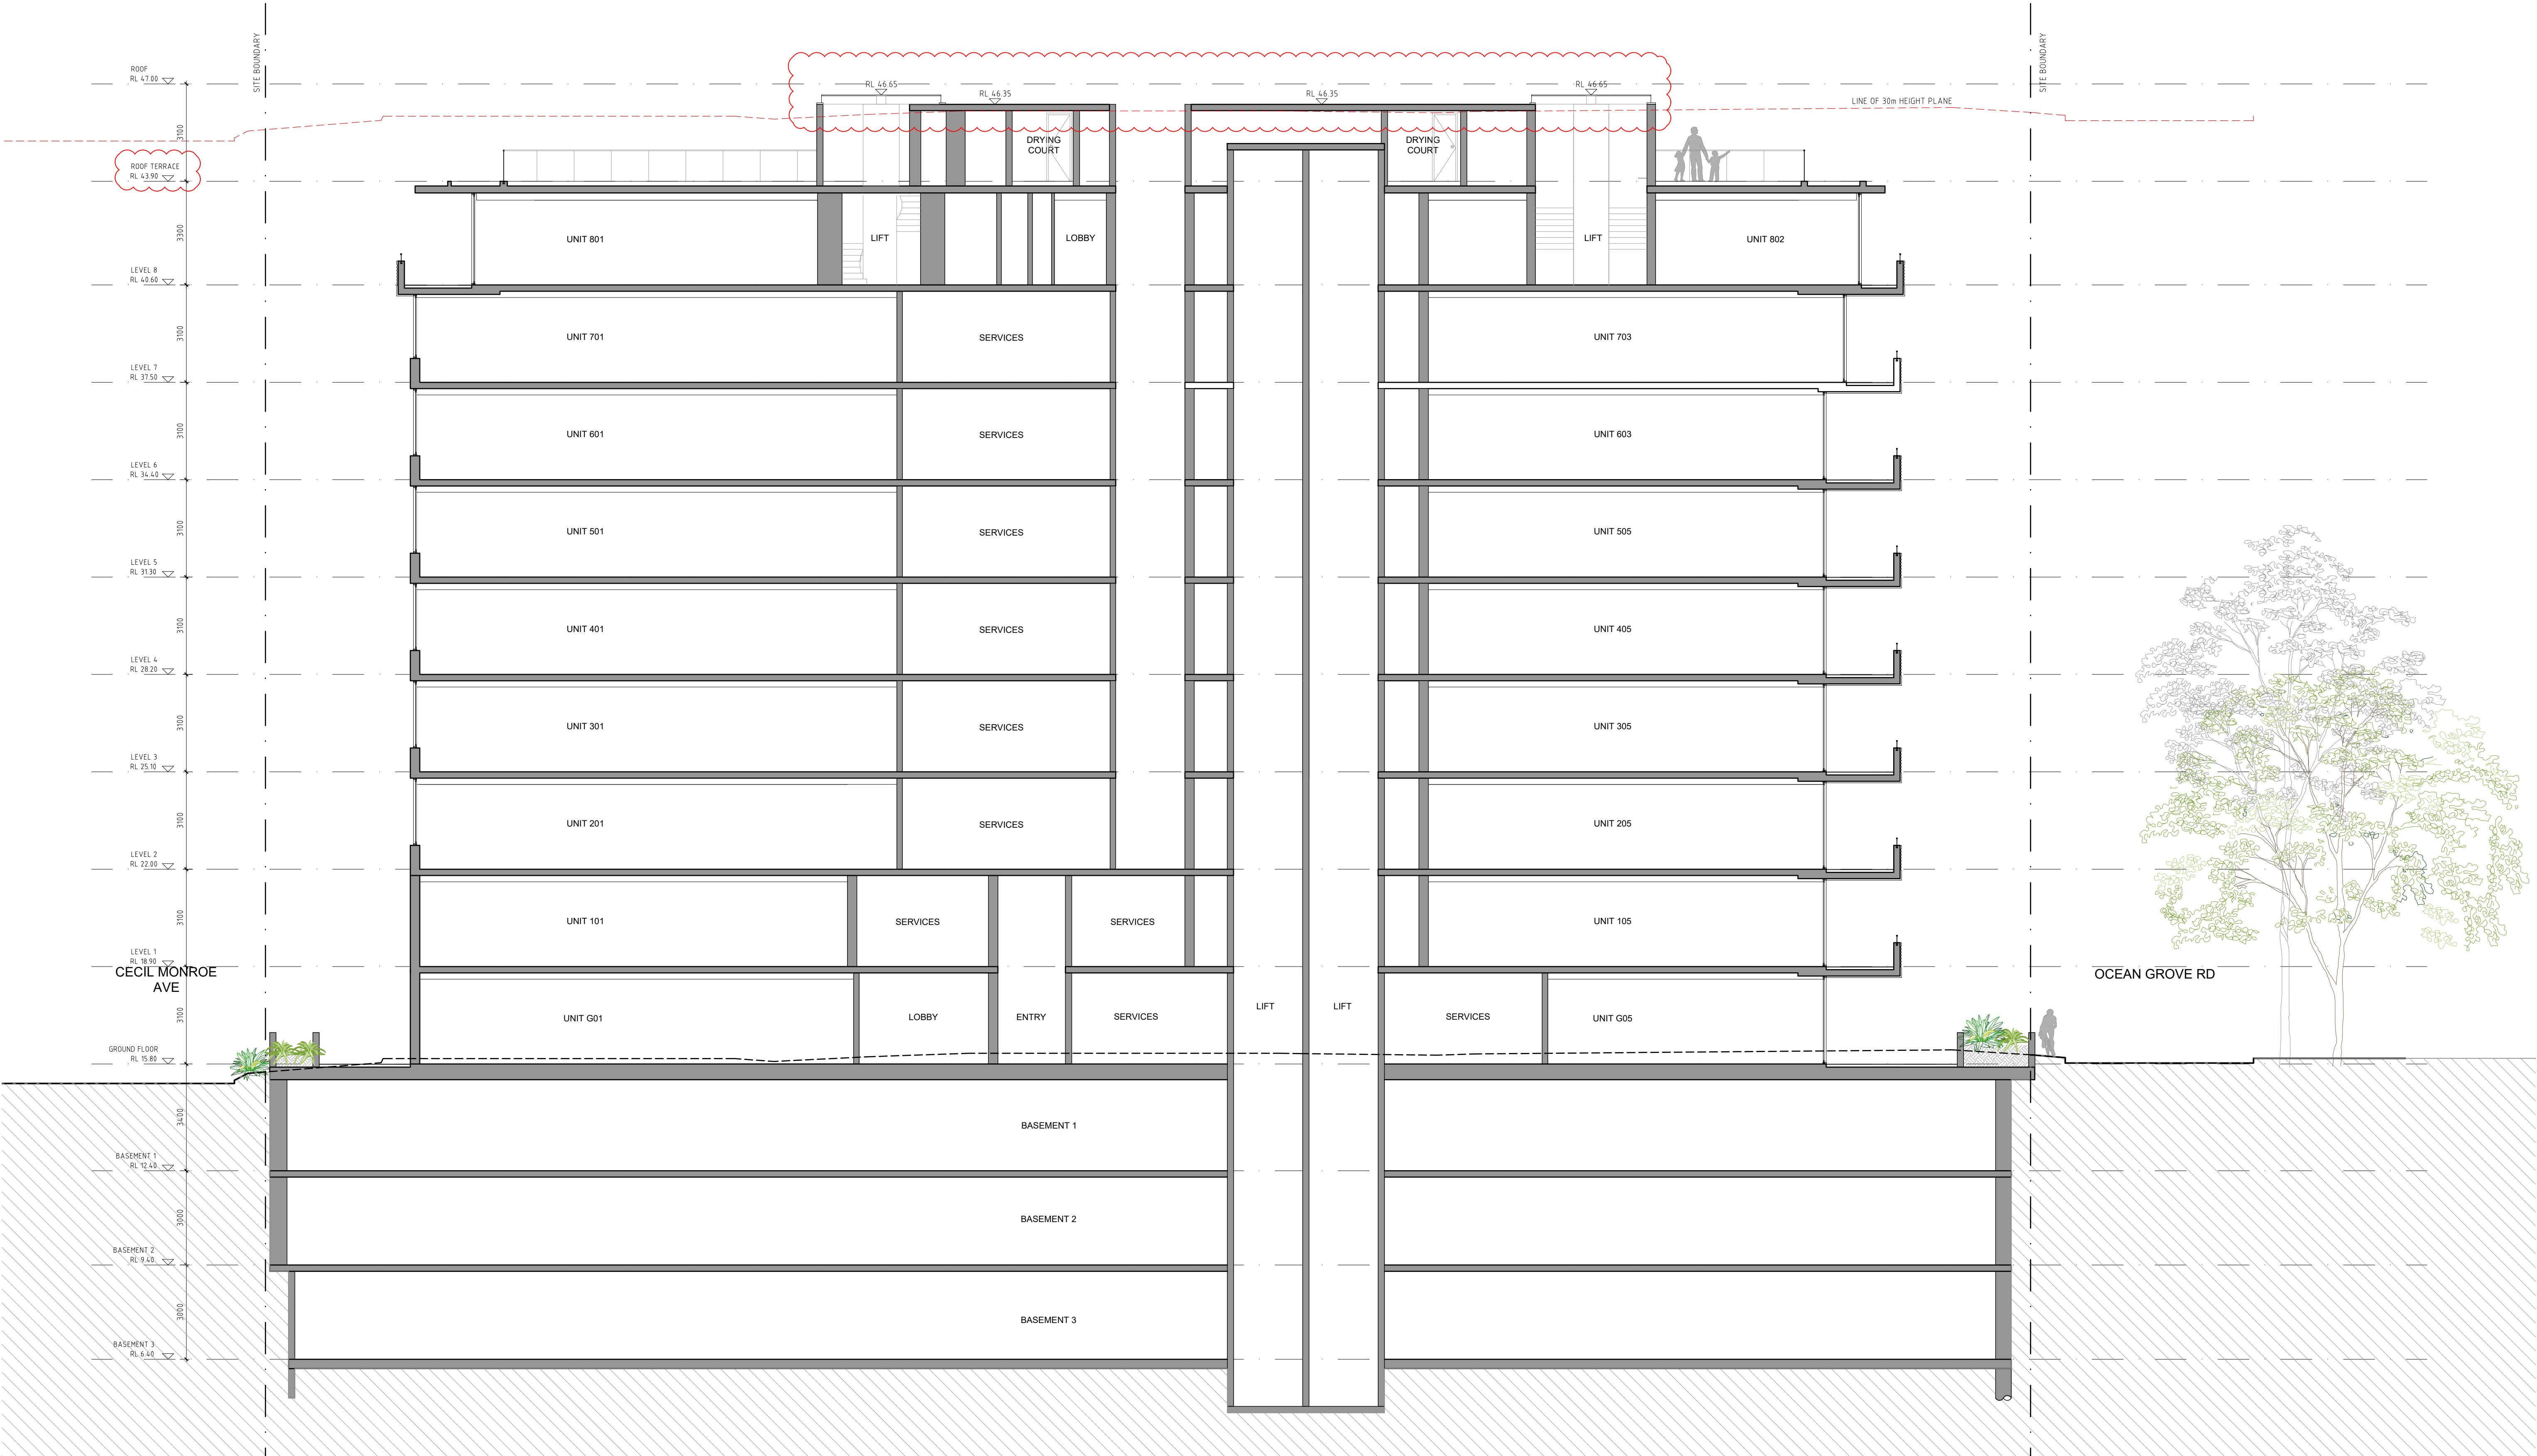 SITE BOUNDARY
SITE BOUNDARY
ROOF
RL 47.00
RL 46.65
RL 46.35
RL 46.35
RL 46.65
LINE OF 30m HEIGHT PLANE
3100
DRYING
COURT
DRYING
COURT
ROOF TERRACE
RL 43.90
3300
UNIT 801
LIFT
LOBBY
LIFT
UNIT 802
LEVEL 8
RL 40.60
3100
UNIT 701
SERVICES
UNIT 703
LEVEL 7
RL 37.50
3100
UNIT 601
SERVICES
UNIT 603
LEVEL 6
RL 34.40
3100
UNIT 501
SERVICES
UNIT 505
LEVEL 5
RL 31.30
3100
UNIT 401
SERVICES
UNIT 405
LEVEL 4
RL 28.20
3100
UNIT 301
SERVICES
UNIT 305
LEVEL 3
RL 25.10
3100
UNIT 201
SERVICES
UNIT 205
LEVEL 2
RL 22.00
3100
UNIT 101
SERVICES
SERVICES
UNIT 105
LEVEL 1
RL 18.90
CECIL MONROE
AVE
OCEAN GROVE RD
3100
UNIT G01
LOBBY
ENTRY
SERVICES
LIFT
LIFT
SERVICES
UNIT G05
GROUND FLOOR
RL 15.80
3400
BASEMENT 1
BASEMENT 1
RL 12.40
3000
BASEMENT 2
BASEMENT 2
RL 9.40
3000
BASEMENT 3
BASEMENT 3
RL 6.40